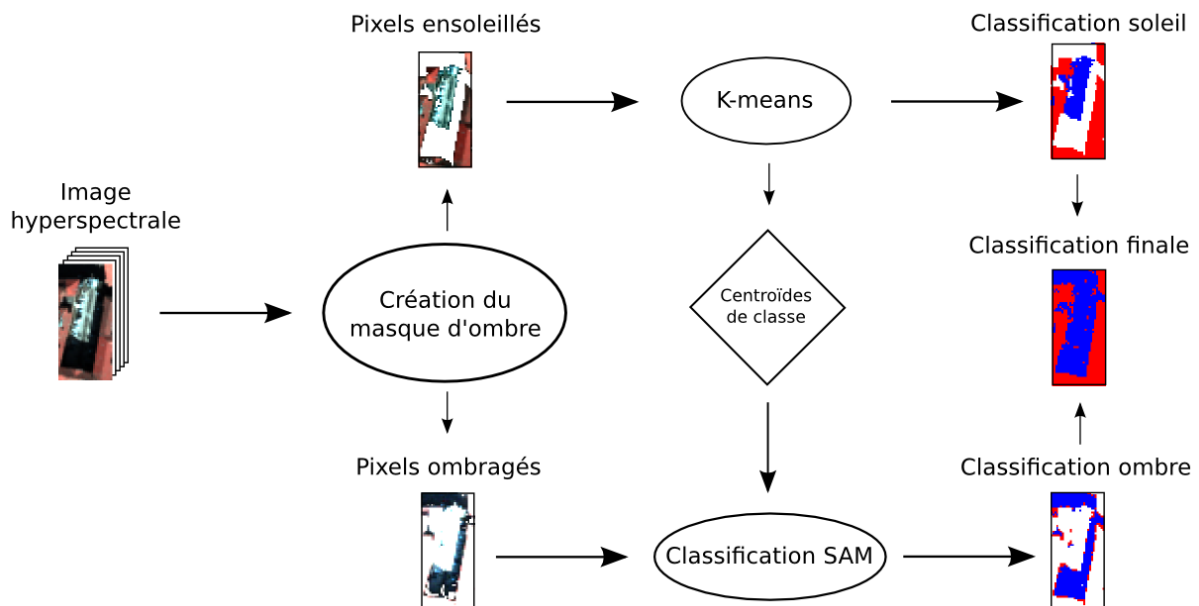 Pixels ensoleillés
Classification soleil
K-means
Image
hyperspectrale
Création du
masque d'ombre
Centroïdes
de classe
Classification finale
Pixels ombragés
Classification ombre
Classification SAM